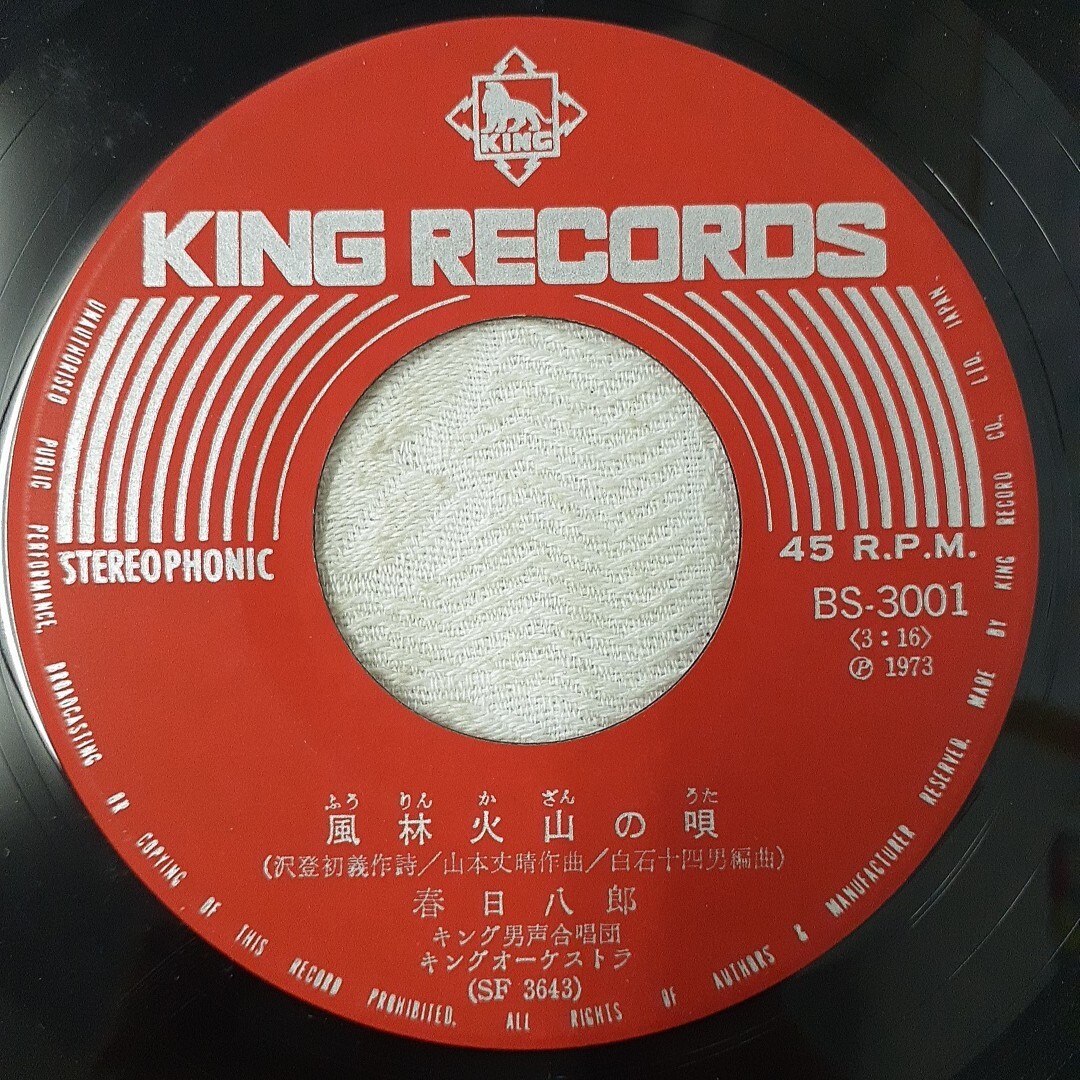 KING
KING RECORDS
STEREOPHONIC
45 R.P.M.
BS-3001
〈3:16〉
Ⓟ 1973
ふう りん か ざん うた
風林火山の唄
(沢登初義作詩/山本丈晴作曲/白石十四男編曲)
春日八郎
キング男声合唱団
キングオーケストラ
(SF 3643)
UNAUTHORISED PUBLIC PERFORMANCE, BROADCASTING OR COPYING OF THIS RECORD PROHIBITED. ALL RIGHTS OF AUTHORS & MANUFACTURER RESERVED. MADE BY KING RECORD CO., LTD. JAPAN